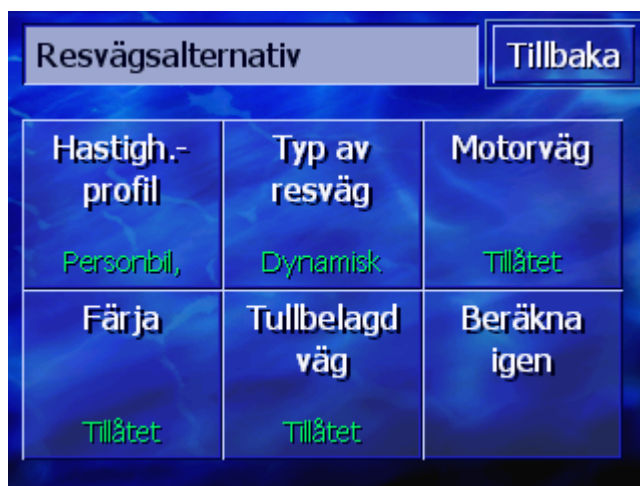 Resvägsalternativ
Tillbaka
Hastigh.-
profil
Personbil,
Typ av
resväg
Dynamisk
Motorväg
Tillåtet
Färja
Tillåtet
Tullbelagd
väg
Tillåtet
Beräkna
igen